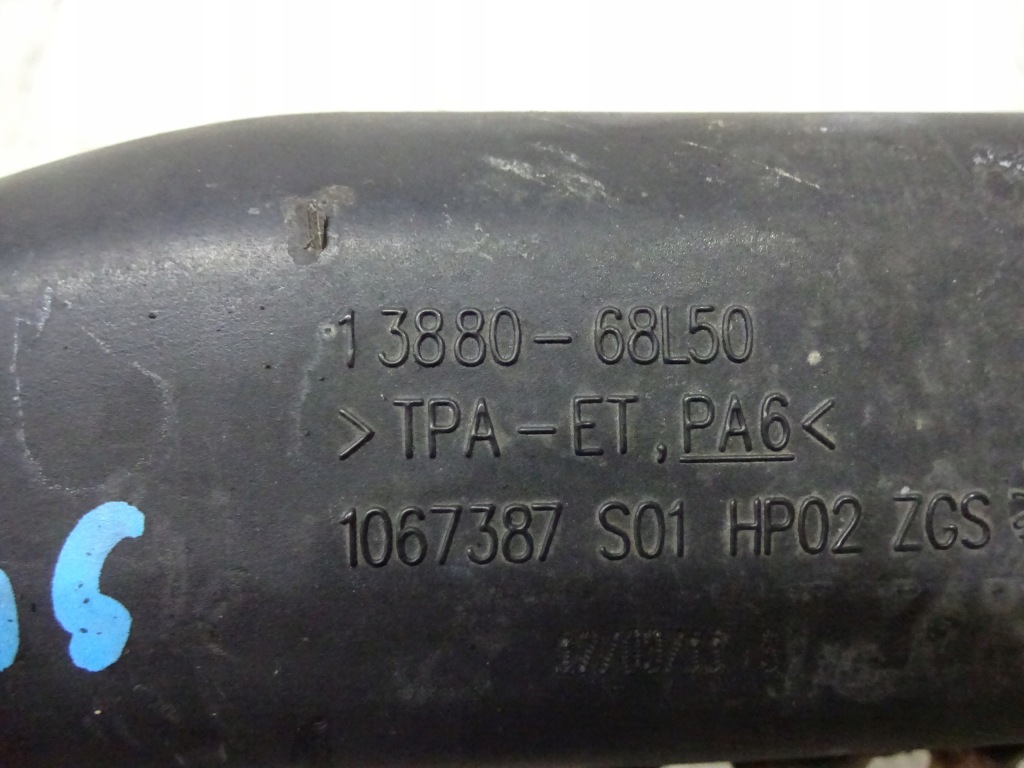 13880-68L50
>TPA-ET,PA6<
1067387 S01 HP02 ZGS